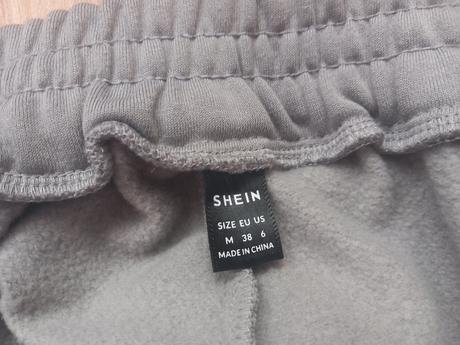 SHEIN
SIZE EU US
M 38 6
MADE IN CHINA